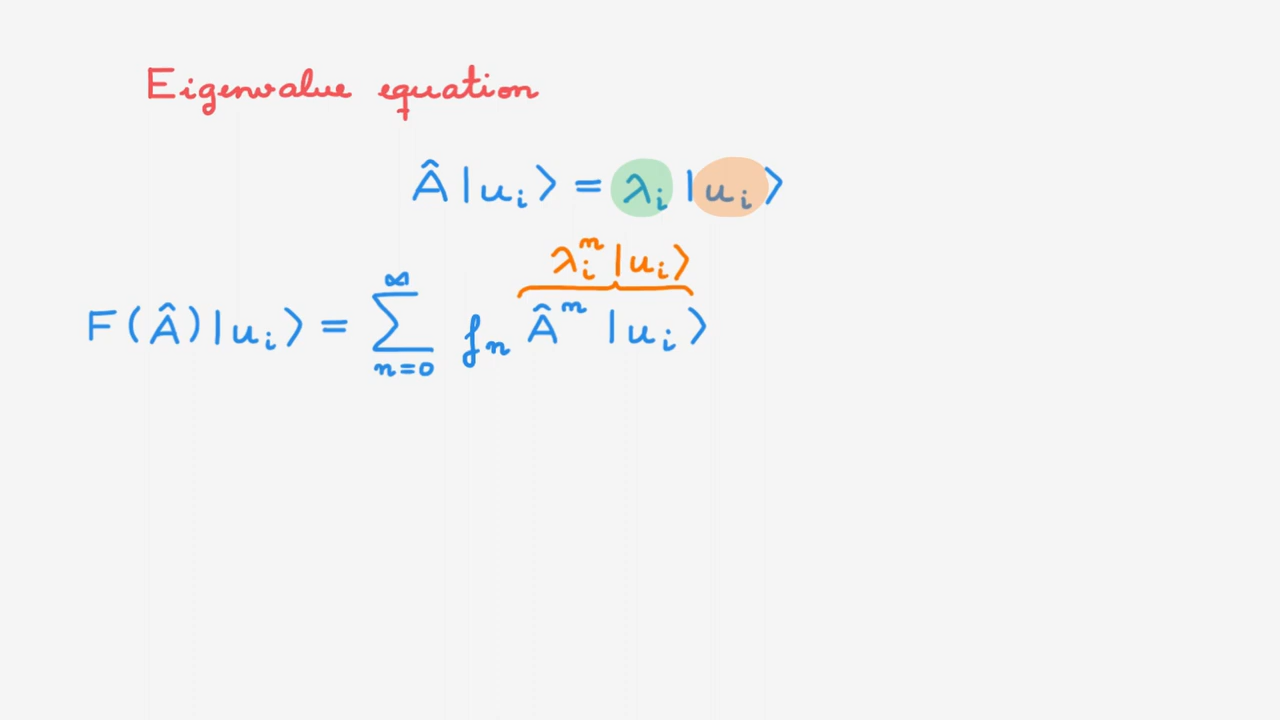 Eigenvalue equation
Â|uᵢ⟩ = λᵢ|uᵢ⟩
λᵢⁿ|uᵢ⟩
F(Â)|uᵢ⟩ = ∑ₙ₌₀^∞ fₙ Âⁿ |uᵢ⟩